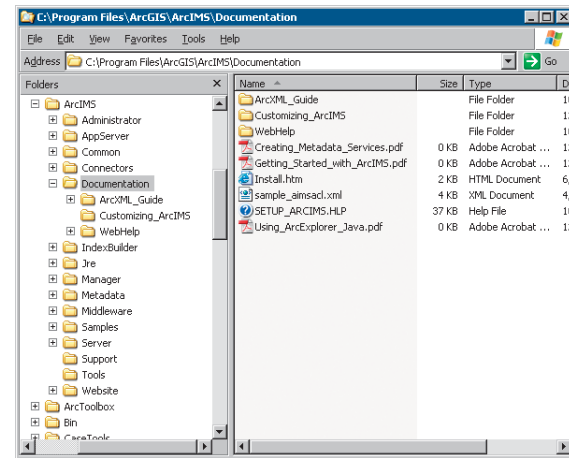 C:\Program Files\ArcGIS\ArcIMS\Documentation
File Edit View Favorites Tools Help
Address C:\Program Files\ArcGIS\ArcIMS\Documentation Go
Folders
ArcIMS
Administrator
AppServer
Common
Connectors
Documentation
ArcXML_Guide
Customizing_ArcIMS
WebHelp
IndexBuilder
Jre
Manager
Metadata
Middleware
Samples
Server
Support
Tools
Website
ArcToolbox
Bin
CaseTools
Name Size Type D
ArcXML_Guide File Folder
Customizing_ArcIMS File Folder
WebHelp File Folder
Creating_Metadata_Services.pdf 0 KB Adobe Acrobat ...
Getting_Started_with_ArcIMS.pdf 0 KB Adobe Acrobat ...
Install.htm 2 KB HTML Document 6,
sample_aimsacl.xml 4 KB XML Document 4,
SETUP_ARCIMS.HLP 37 KB Help File
Using_ArcExplorer_Java.pdf 0 KB Adobe Acrobat ...